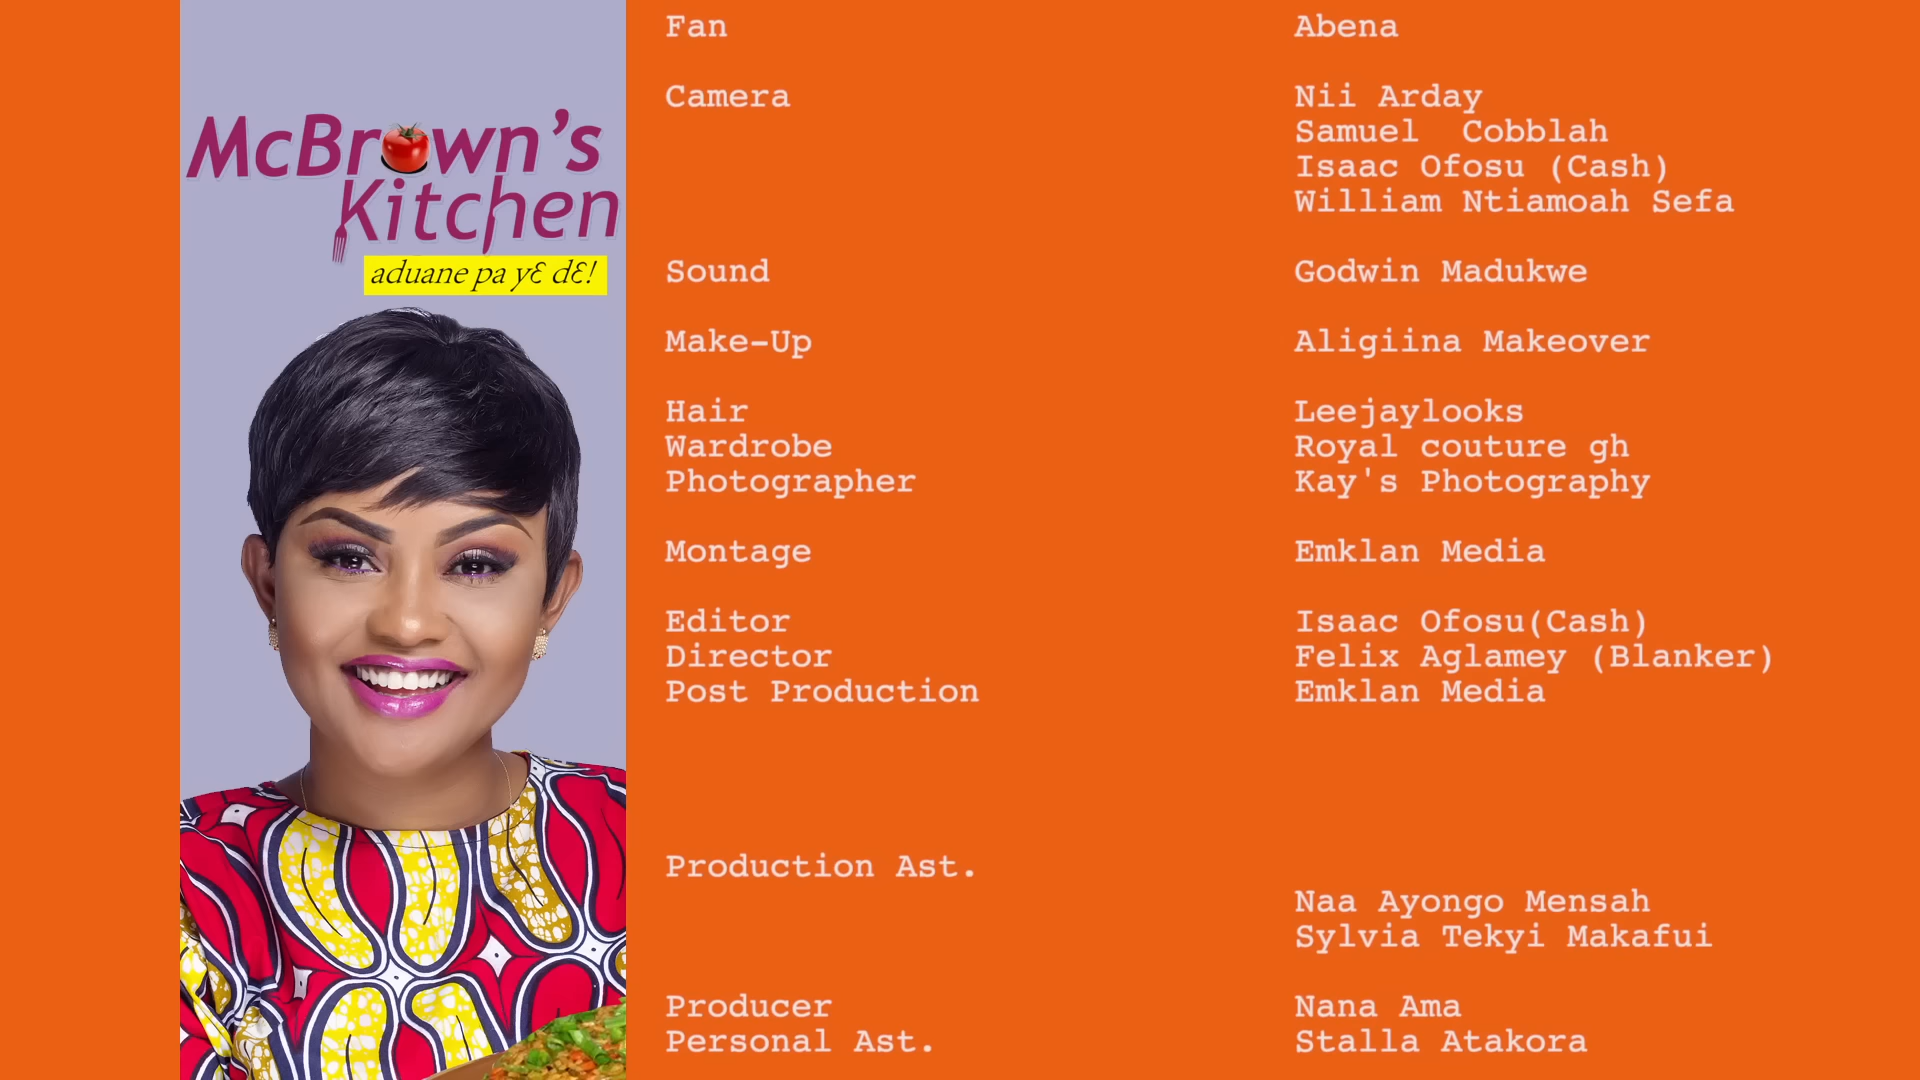 McBrown's
Kitchen
aduane pa yɛ dɛ!
Fan Abena
Camera Nii Arday
Samuel Cobblah
Isaac Ofosu (Cash)
William Ntiamoah Sefa
Sound Godwin Madukwe
Make-Up Aligiina Makeover
Hair Leejaylooks
Wardrobe Royal couture gh
Photographer Kay's Photography
Montage Emklan Media
Editor Isaac Ofosu(Cash)
Director Felix Aglamey (Blanker)
Post Production Emklan Media
Production Ast.
Naa Ayongo Mensah
Sylvia Tekyi Makafui
Producer Nana Ama
Personal Ast. Stalla Atakora